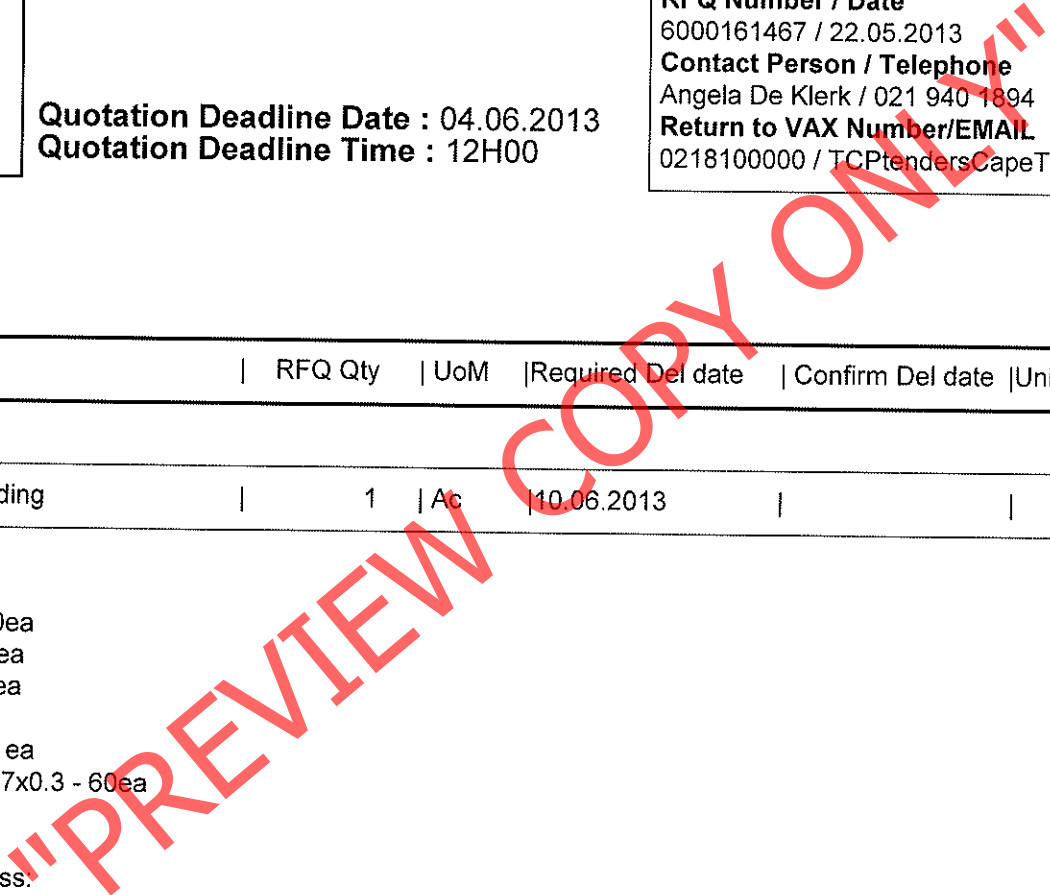 RFQ Number / Date
6000161467 / 22.05.2013
Contact Person / Telephone
Angela De Klerk / 021 940 1894
Return to VAX Number/EMAIL
0218100000 / TCPtendersCapeT
Quotation Deadline Date : 04.06.2013
Quotation Deadline Time : 12H00
| RFQ Qty | UoM |Required Del date | Confirm Del date |Uni
ding | 1 | Ac |10.06.2013 | |
0ea
ea
ea
ea
7x0.3 - 60ea
ss:
"PREVIEW COPY ONLY"